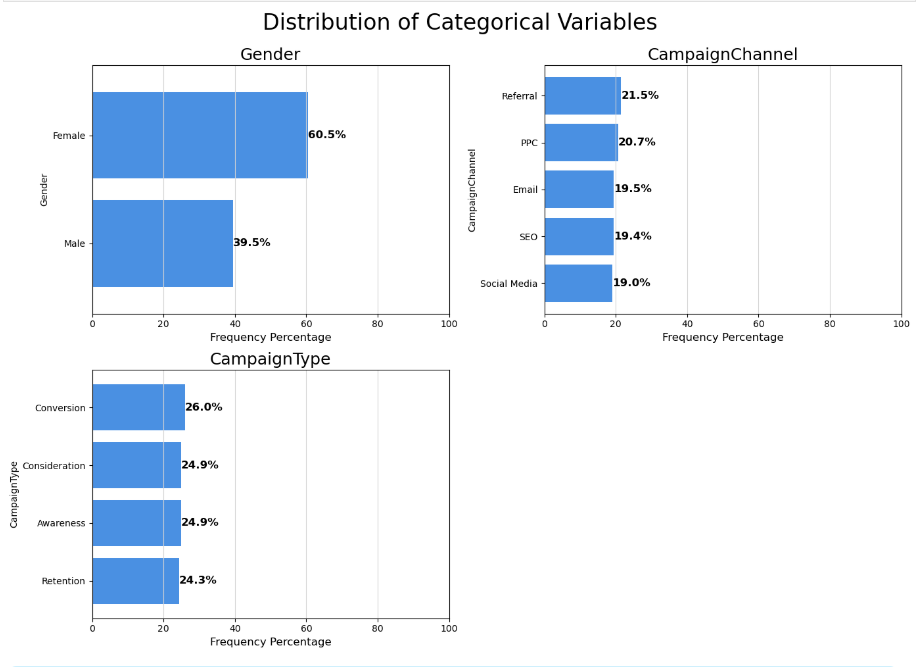 Distribution of Categorical Variables
Gender
Gender
Female
60.5%
Male
39.5%
0 20 40 60 80 100
Frequency Percentage
CampaignChannel
CampaignChannel
Referral
21.5%
PPC
20.7%
Email
19.5%
SEO
19.4%
Social Media
19.0%
0 20 40 60 80 100
Frequency Percentage
CampaignType
CampaignType
Conversion
26.0%
Consideration
24.9%
Awareness
24.9%
Retention
24.3%
0 20 40 60 80 100
Frequency Percentage